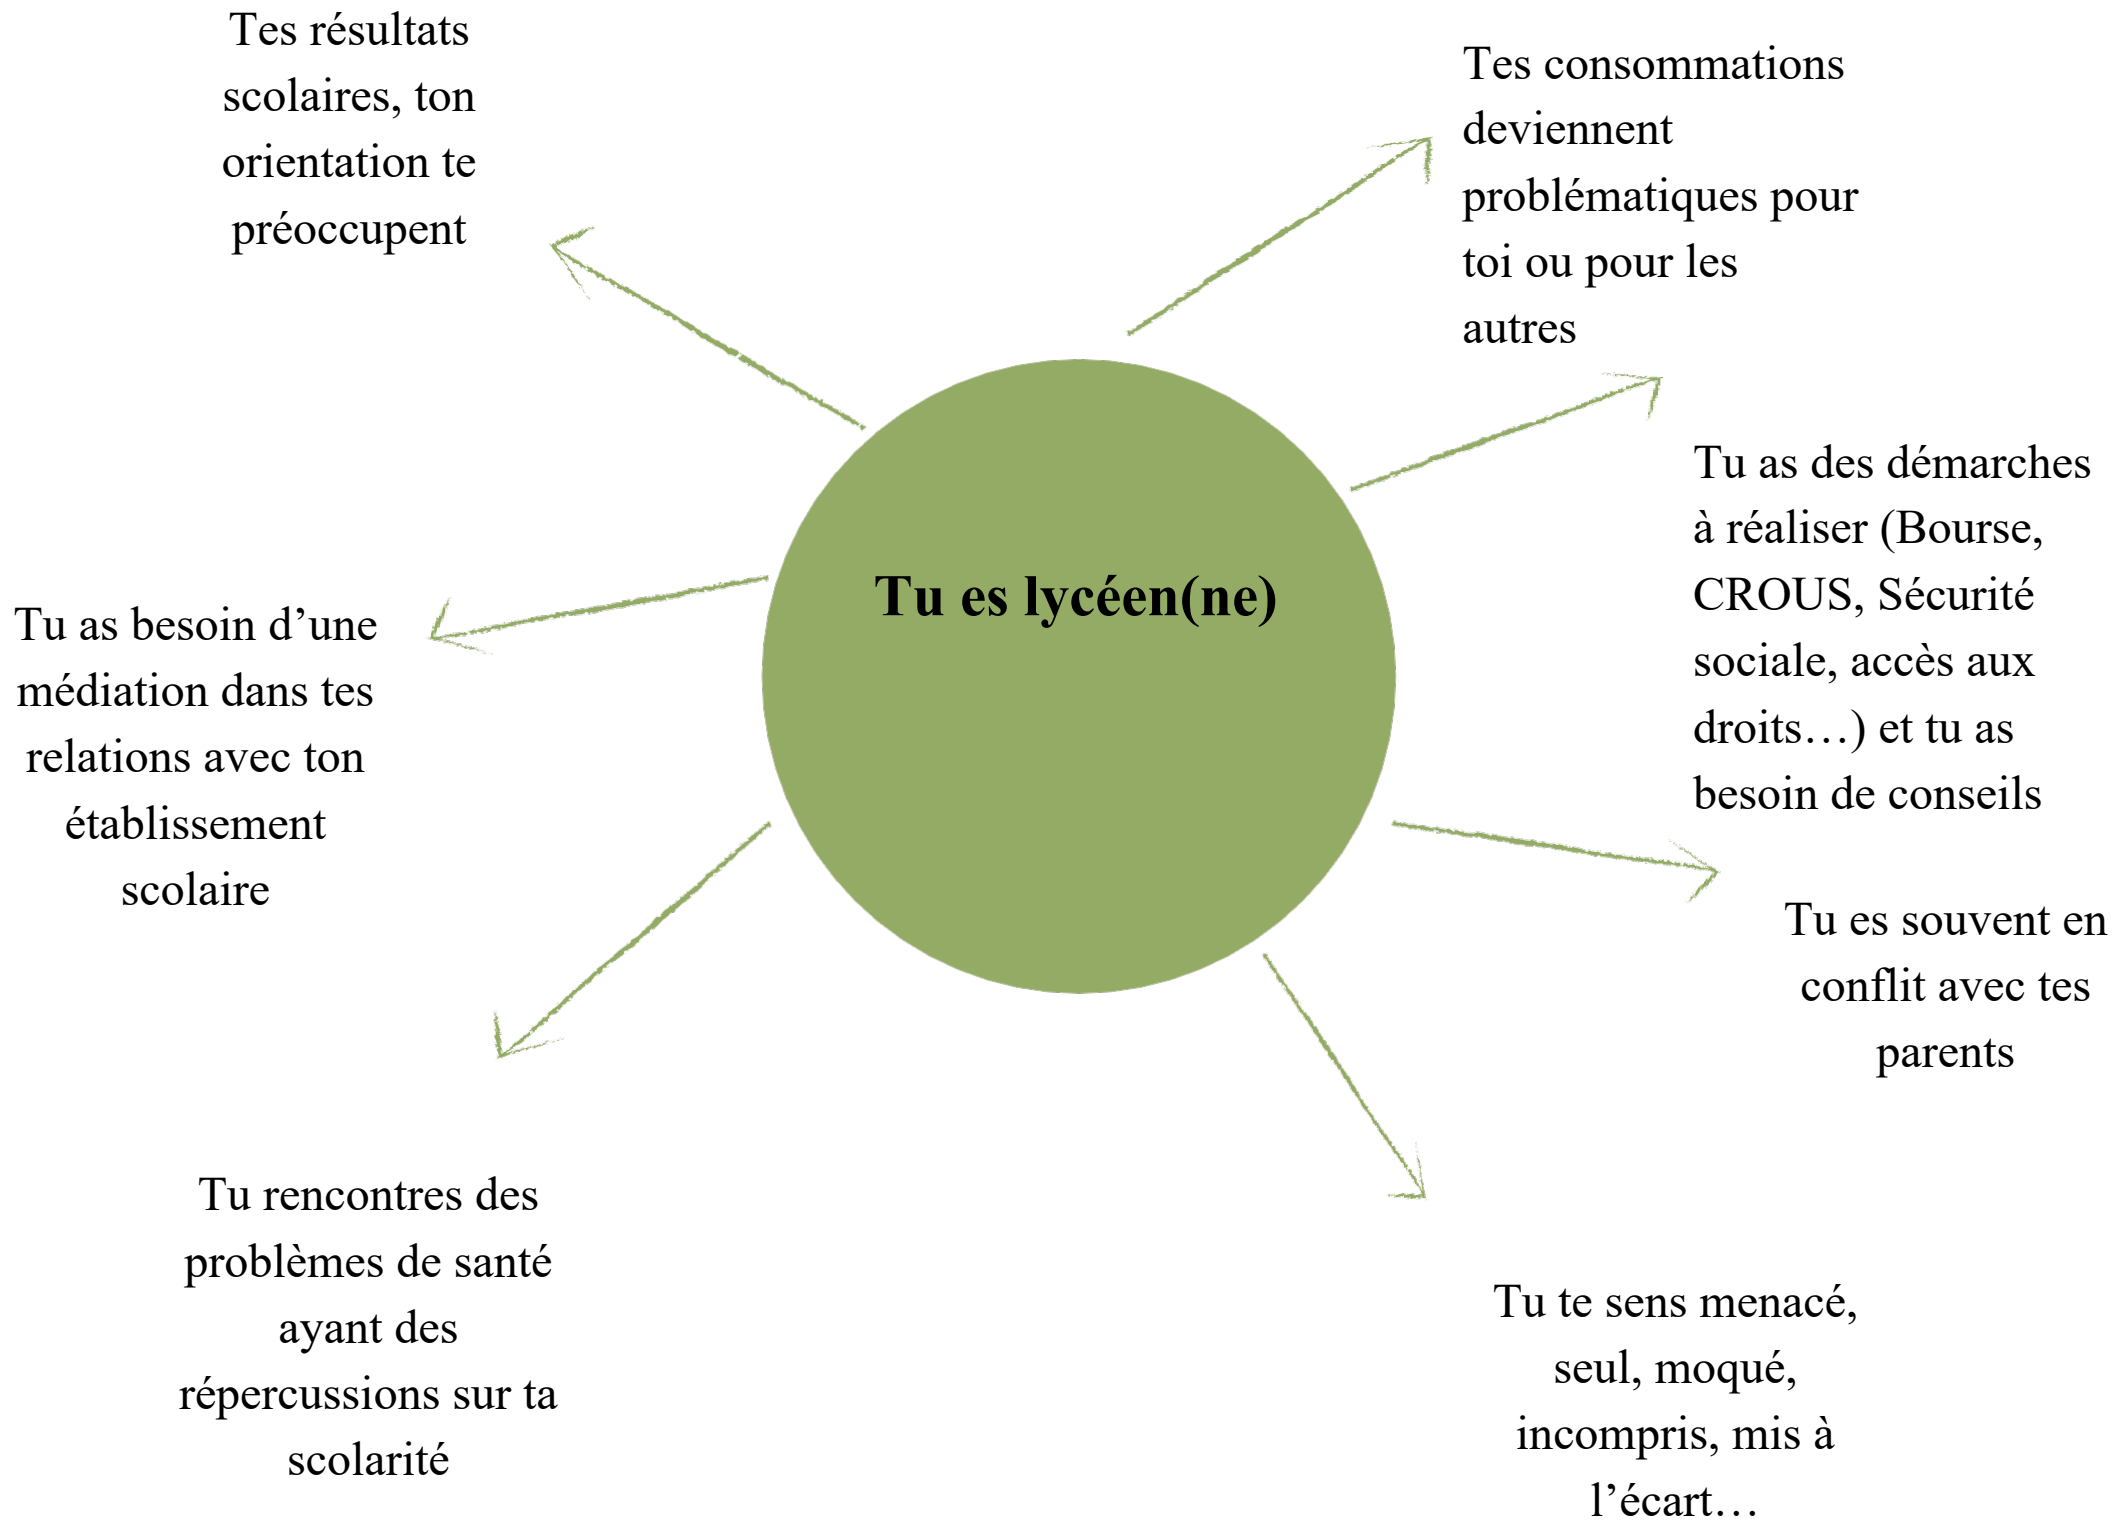 Tes résultats
scolaires, ton
orientation te
préoccupent
Tes consommations
deviennent
problématiques pour
toi ou pour les
autres
Tu as des démarches
à réaliser (Bourse,
CROUS, Sécurité
sociale, accès aux
droits…) et tu as
besoin de conseils
Tu es lycéen(ne)
Tu as besoin d’une
médiation dans tes
relations avec ton
établissement
scolaire
Tu es souvent en
conflit avec tes
parents
Tu rencontres des
problèmes de santé
ayant des
répercussions sur ta
scolarité
Tu te sens menacé,
seul, moqué,
incompris, mis à
l’écart…